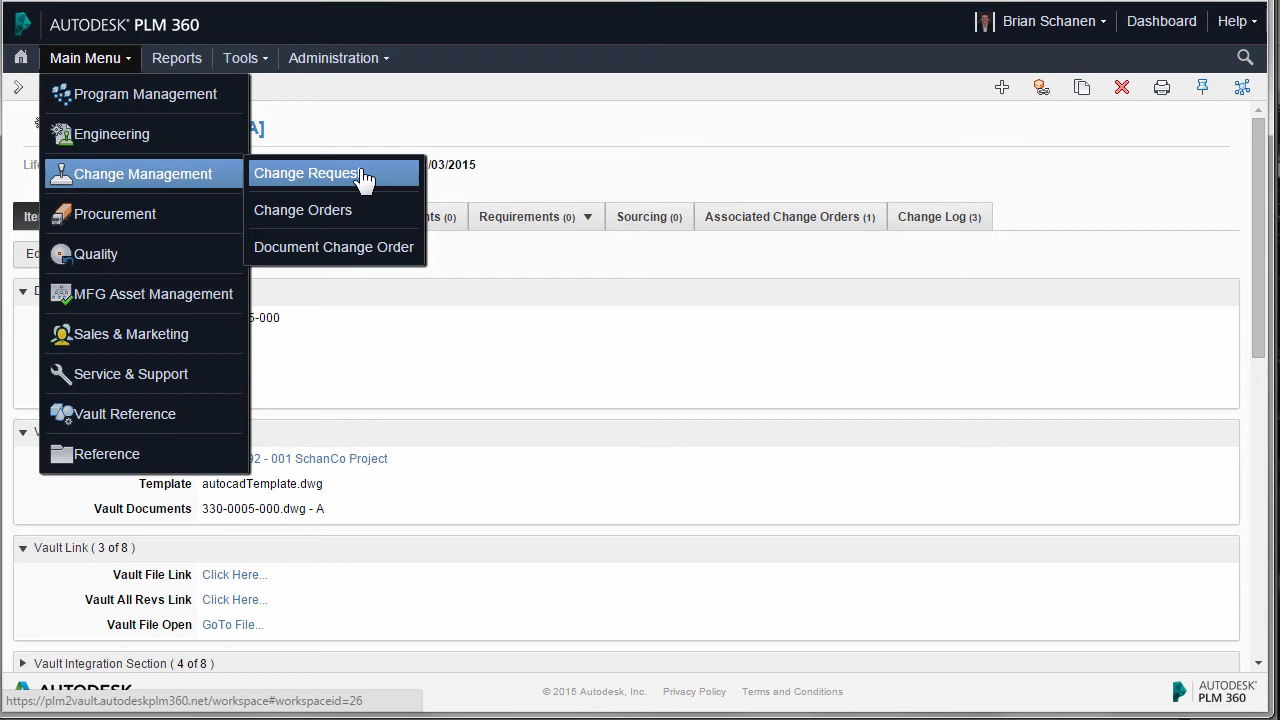 AUTODESK® PLM 360
Brian Schanen
Dashboard
Help
Main Menu
Reports
Tools
Administration
Program Management
Engineering
Change Management
Procurement
Quality
MFG Asset Management
Sales & Marketing
Service & Support
Vault Reference
Reference
Change Reques
Change Orders
Document Change Order
A]
/03/2015
Requirements (0)
Sourcing (0)
Associated Change Orders (1)
Change Log (3)
5-000
02 - 001 SchanCo Project
Template autocadTemplate.dwg
Vault Documents 330-0005-000.dwg - A
Vault Link ( 3 of 8 )
Vault File Link Click Here...
Vault All Revs Link Click Here...
Vault File Open GoTo File...
Vault Integration Section ( 4 of 8 )
AUTODESK
© 2015 Autodesk, Inc. Privacy Policy Terms and Conditions
AUTODESK®
PLM 360
https://plm2vault.autodeskplm360.net/workspace#workspaceid=26